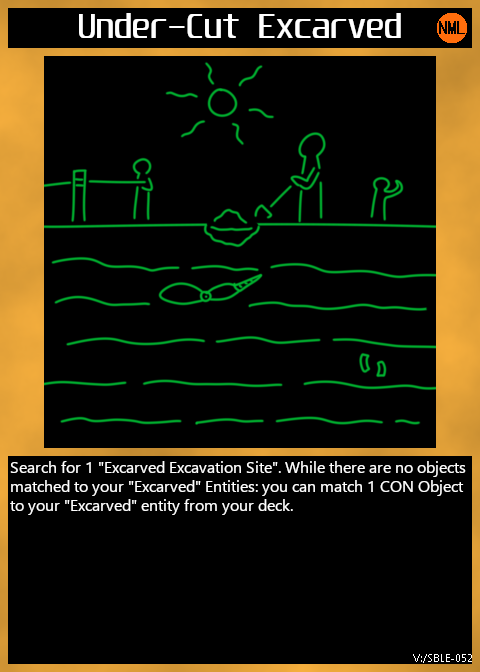 Under-Cut Excarved
NML
Search for 1 "Excarved Excavation Site". While there are no objects
matched to your "Excarved" Entities: you can match 1 CON Object
to your "Excarved" entity from your deck.
V:/SBLE-052